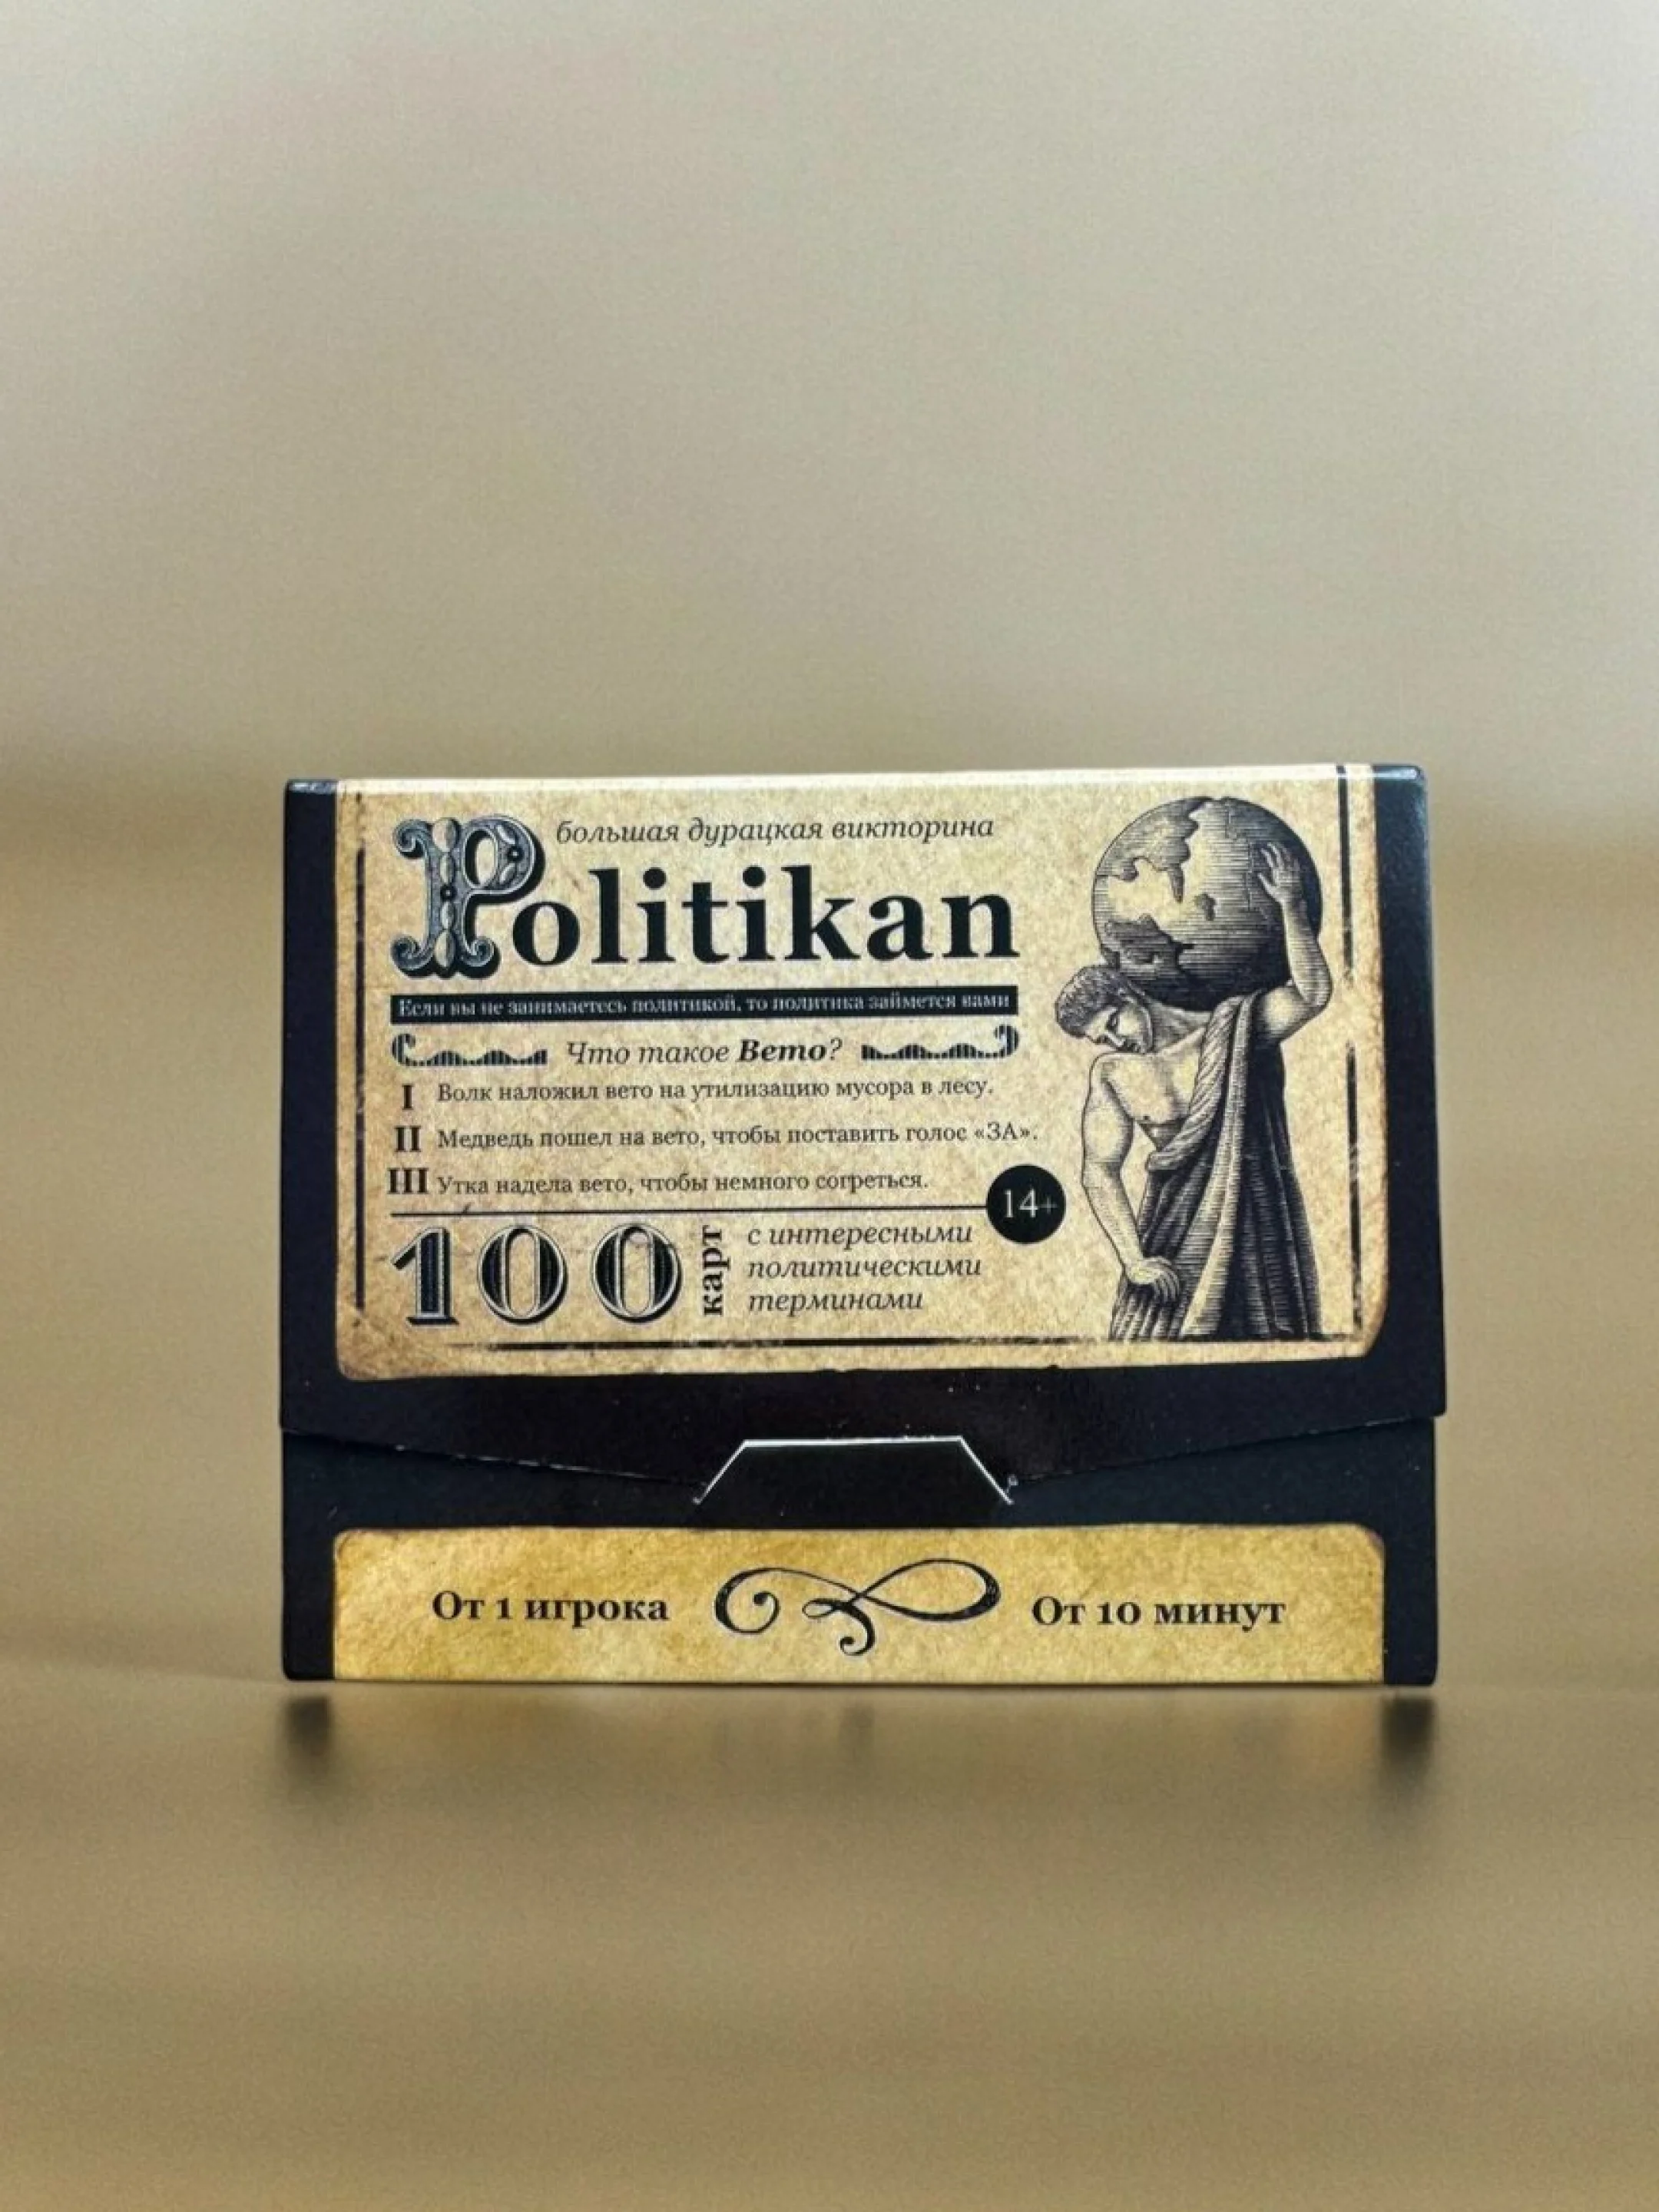 большая дурацкая викторина
Politikan
Если вы не занимаетесь политикой, то политика займется вами
Что такое Вето?
I Волк наложил вето на утилизацию мусора в лесу.
II Медведь пошел на вето, чтобы поставить голос «ЗА».
III Утка надела вето, чтобы немного согреться.
14+
100 карт
с интересными
политическими
терминами
От 1 игрока
От 10 минут